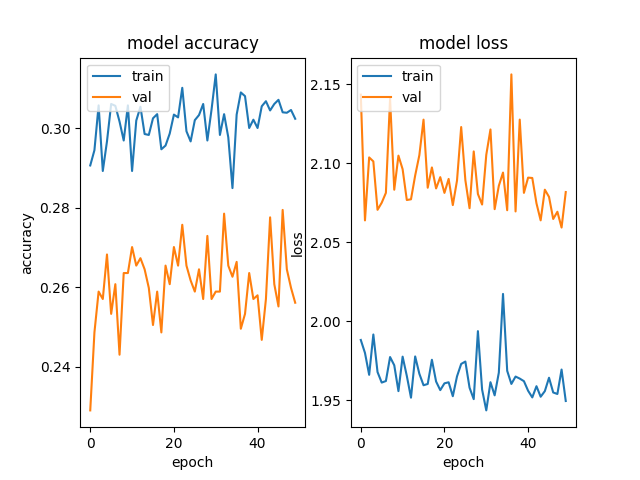 model accuracy
train
val
0.30
0.28
0.26
0.24
accuracy
0
20
40
epoch
model loss
train
val
2.15
2.10
2.05
2.00
1.95
loss
0
20
40
epoch